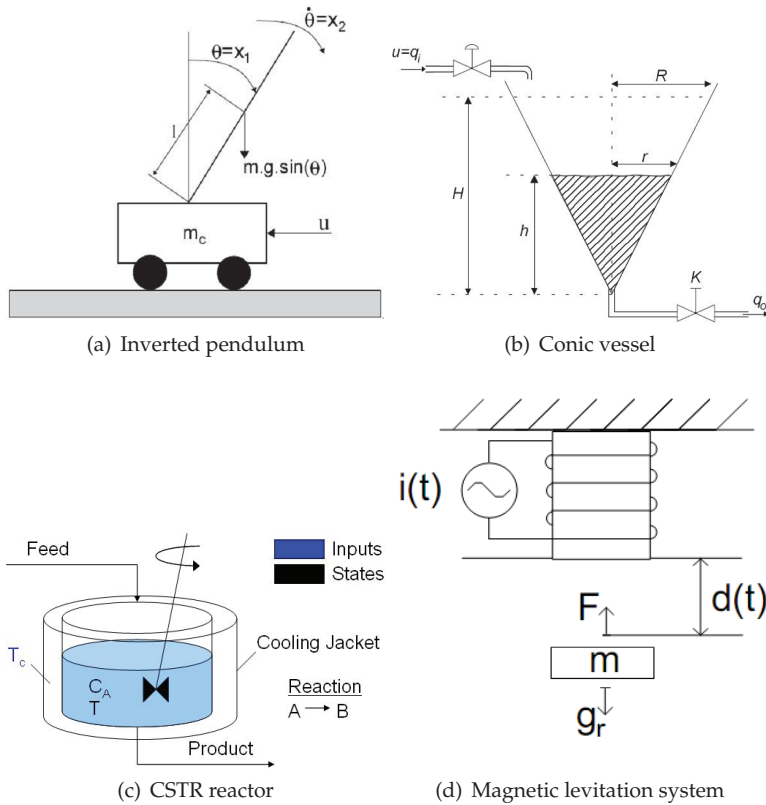 θ̇=x₂
θ=x₁
l
m.g.sin(θ)
m_c
u
(a) Inverted pendulum
u=q_i
R
r
H
h
K
q_o
(b) Conic vessel
Feed
Inputs
States
T_c
Cooling Jacket
C_A
T
Reaction
A → B
Product
(c) CSTR reactor
i(t)
d(t)
F
m
g_r
(d) Magnetic levitation system